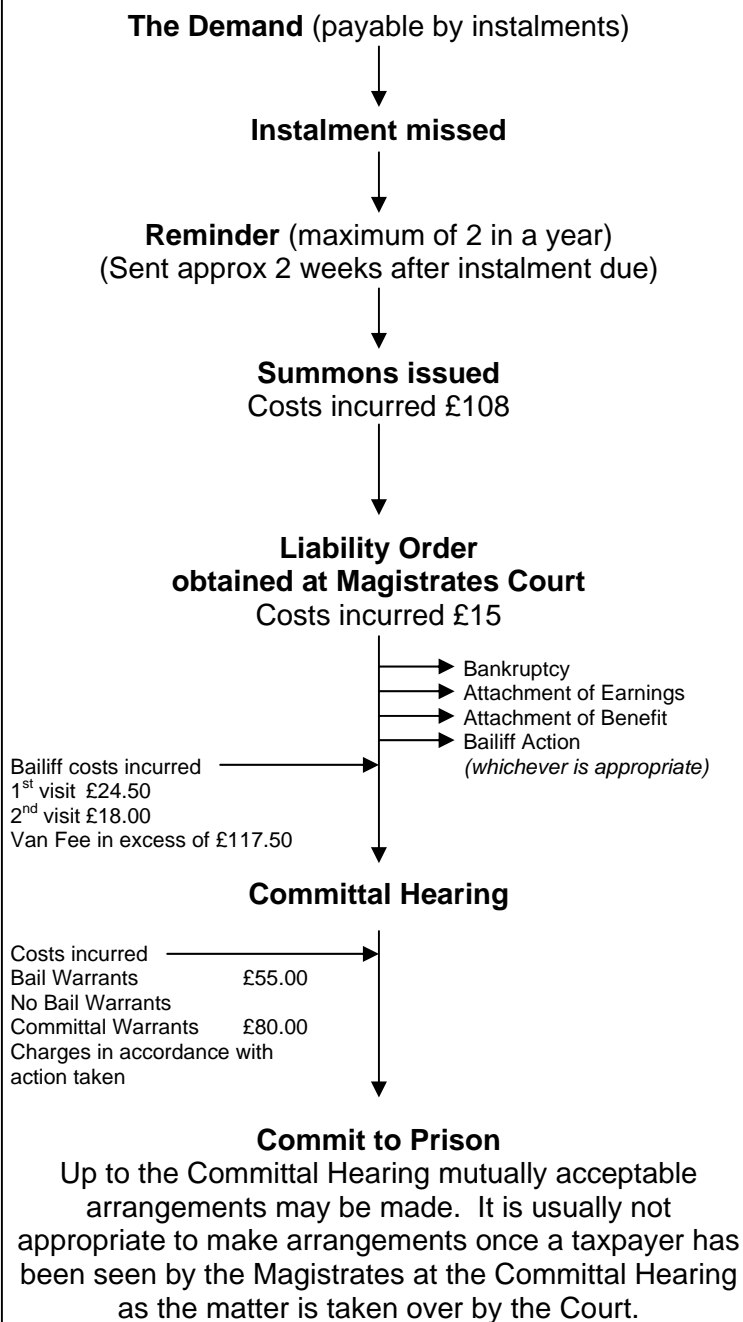 The Demand (payable by instalments)
Instalment missed
Reminder (maximum of 2 in a year)
(Sent approx 2 weeks after instalment due)
Summons issued
Costs incurred £108
Liability Order
obtained at Magistrates Court
Costs incurred £15
Bankruptcy
Attachment of Earnings
Attachment of Benefit
Bailiff Action
(whichever is appropriate)
Bailiff costs incurred
1st visit £24.50
2nd visit £18.00
Van Fee in excess of £117.50
Committal Hearing
Costs incurred
Bail Warrants £55.00
No Bail Warrants
Committal Warrants £80.00
Charges in accordance with
action taken
Commit to Prison
Up to the Committal Hearing mutually acceptable
arrangements may be made. It is usually not
appropriate to make arrangements once a taxpayer has
been seen by the Magistrates at the Committal Hearing
as the matter is taken over by the Court.